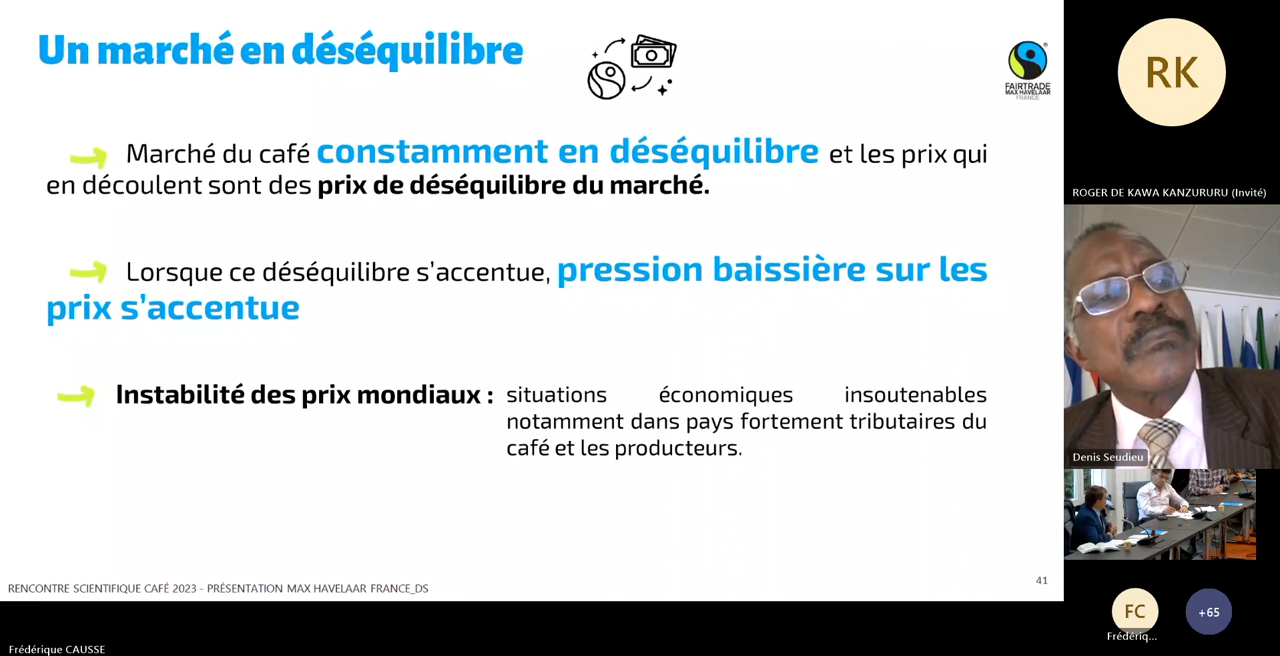 Un marché en déséquilibre
FAIRTRADE
MAX HAVELAAR
FRANCE
Marché du café constamment en déséquilibre et les prix qui
en découlent sont des prix de déséquilibre du marché.
Lorsque ce déséquilibre s’accentue, pression baissière sur les
prix s’accentue
Instabilité des prix mondiaux : situations économiques insoutenables
notamment dans pays fortement tributaires du
café et les producteurs.
RENCONTRE SCIENTIFIQUE CAFÉ 2023 - PRÉSENTATION MAX HAVELAAR FRANCE_DS
41
Frédérique CAUSSE
RK
ROGER DE KAWA KANZURURU (Invité)
Denis Seudieu
FC
Frédériq...
+65